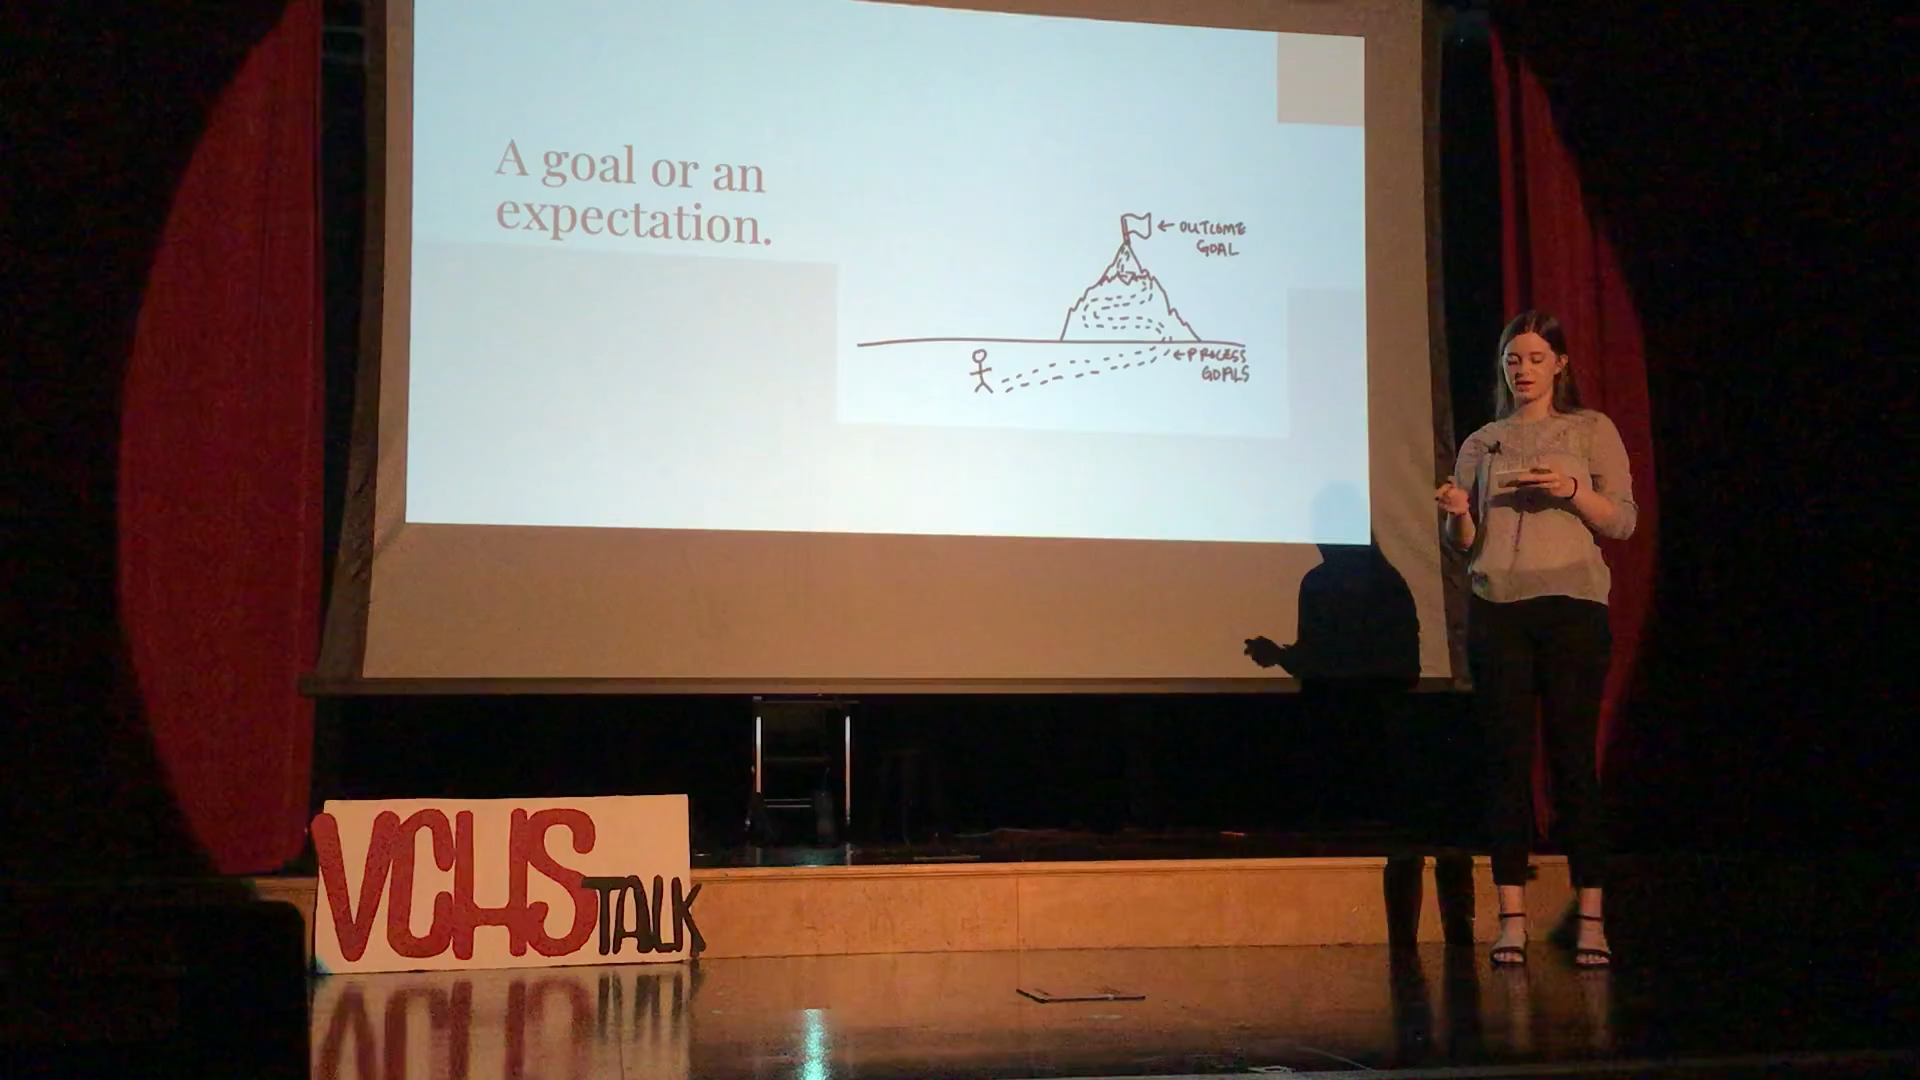 A goal or an
expectation.
← OUTCOME
GOAL
← PROCESS
GOALS
VCHS
TALK